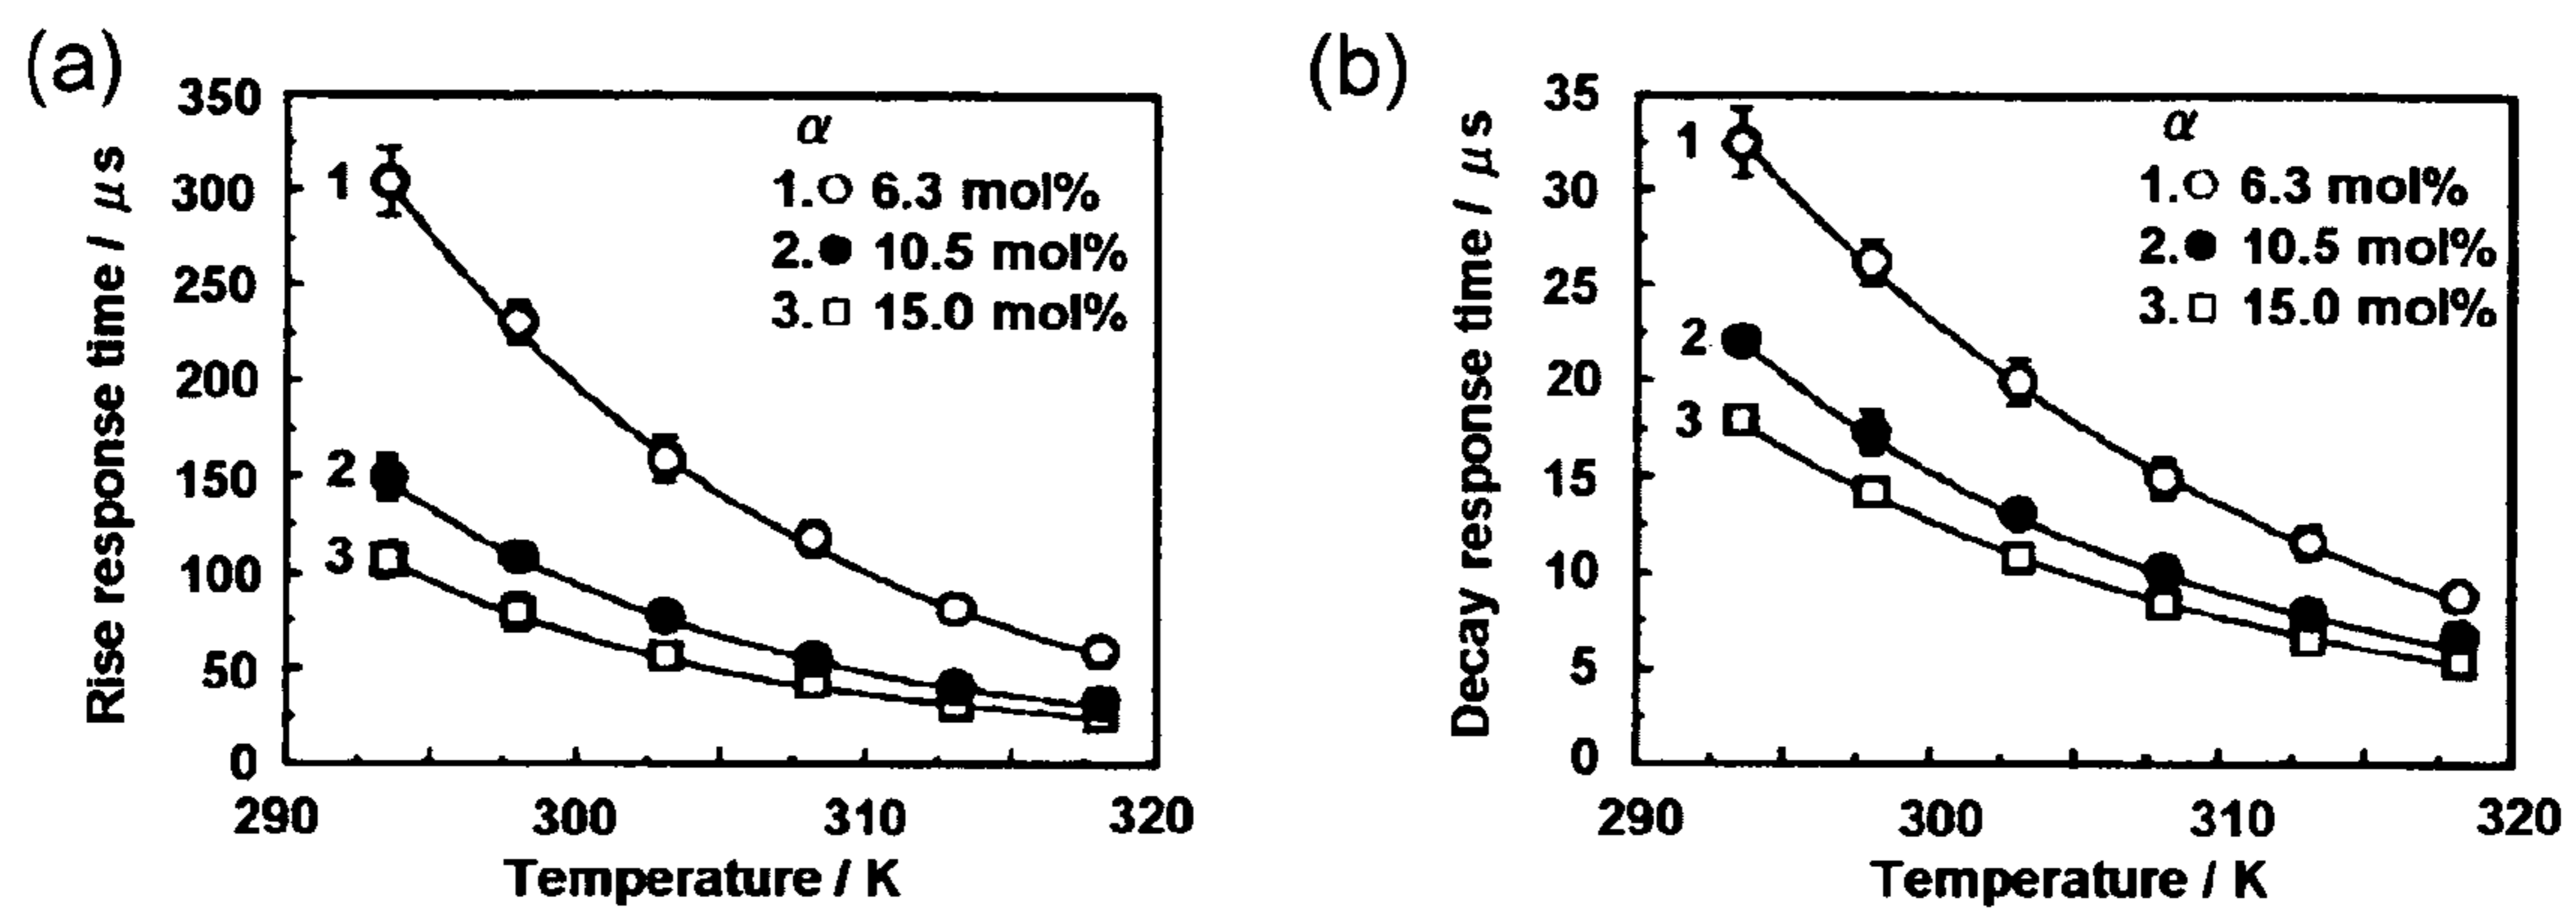 (a)
Rise response time / μs
350
300
250
200
150
100
50
0
1
2
3
α
1.○ 6.3 mol%
2.● 10.5 mol%
3.□ 15.0 mol%
290 300 310 320
Temperature / K
(b)
Decay response time / μs
35
30
25
20
15
10
5
0
1
2
3
α
1.○ 6.3 mol%
2.● 10.5 mol%
3.□ 15.0 mol%
290 300 310 320
Temperature / K